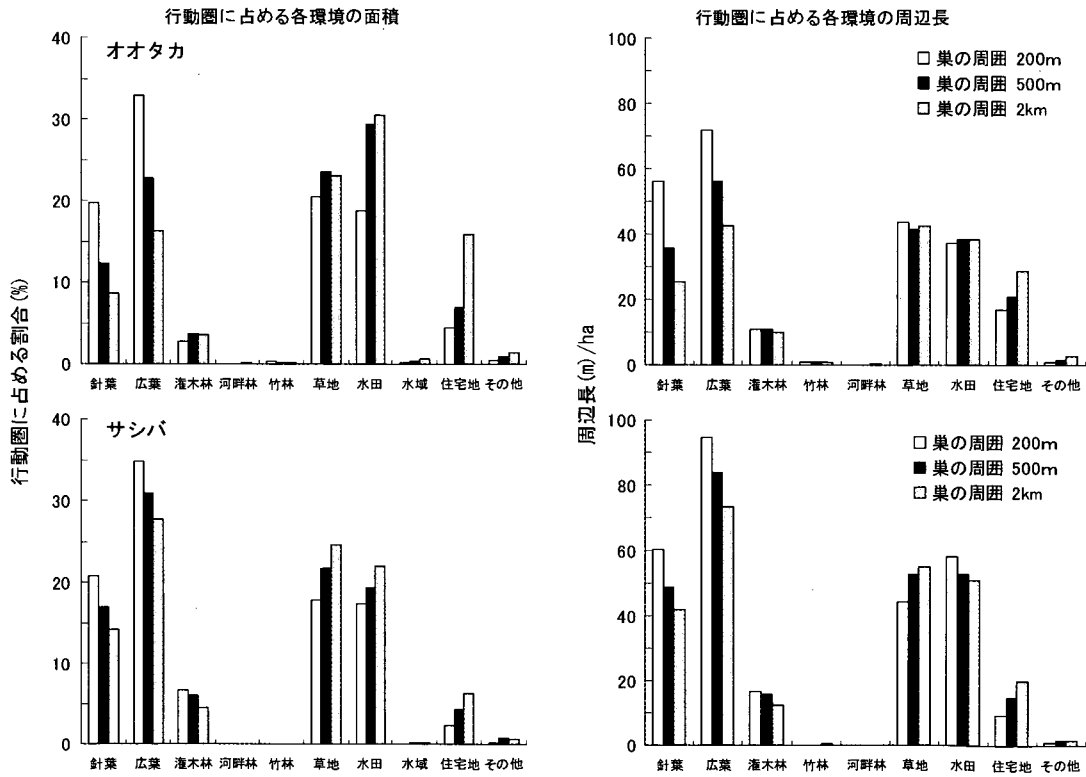 行動圏に占める各環境の面積
行動圏に占める割合(%)
オオタカ
40
30
20
10
0
針葉 広葉 潅木林 河畔林 竹林 草地 水田 水域 住宅地 その他
サシバ
40
30
20
10
0
針葉 広葉 潅木林 河畔林 竹林 草地 水田 水域 住宅地 その他
行動圏に占める各環境の周辺長
周辺長(m)/ha
100
80
60
40
20
0
巣の周囲 200m
巣の周囲 500m
巣の周囲 2km
針葉 広葉 潅木林 竹林 河畔林 草地 水田 住宅地 その他
100
80
60
40
20
0
巣の周囲 200m
巣の周囲 500m
巣の周囲 2km
針葉 広葉 潅木林 河畔林 竹林 草地 水田 住宅地 その他